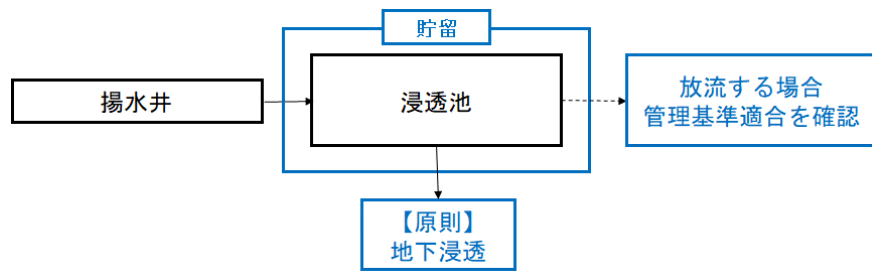 貯留
揚水井
浸透池
放流する場合
管理基準適合を確認
【原則】
地下浸透